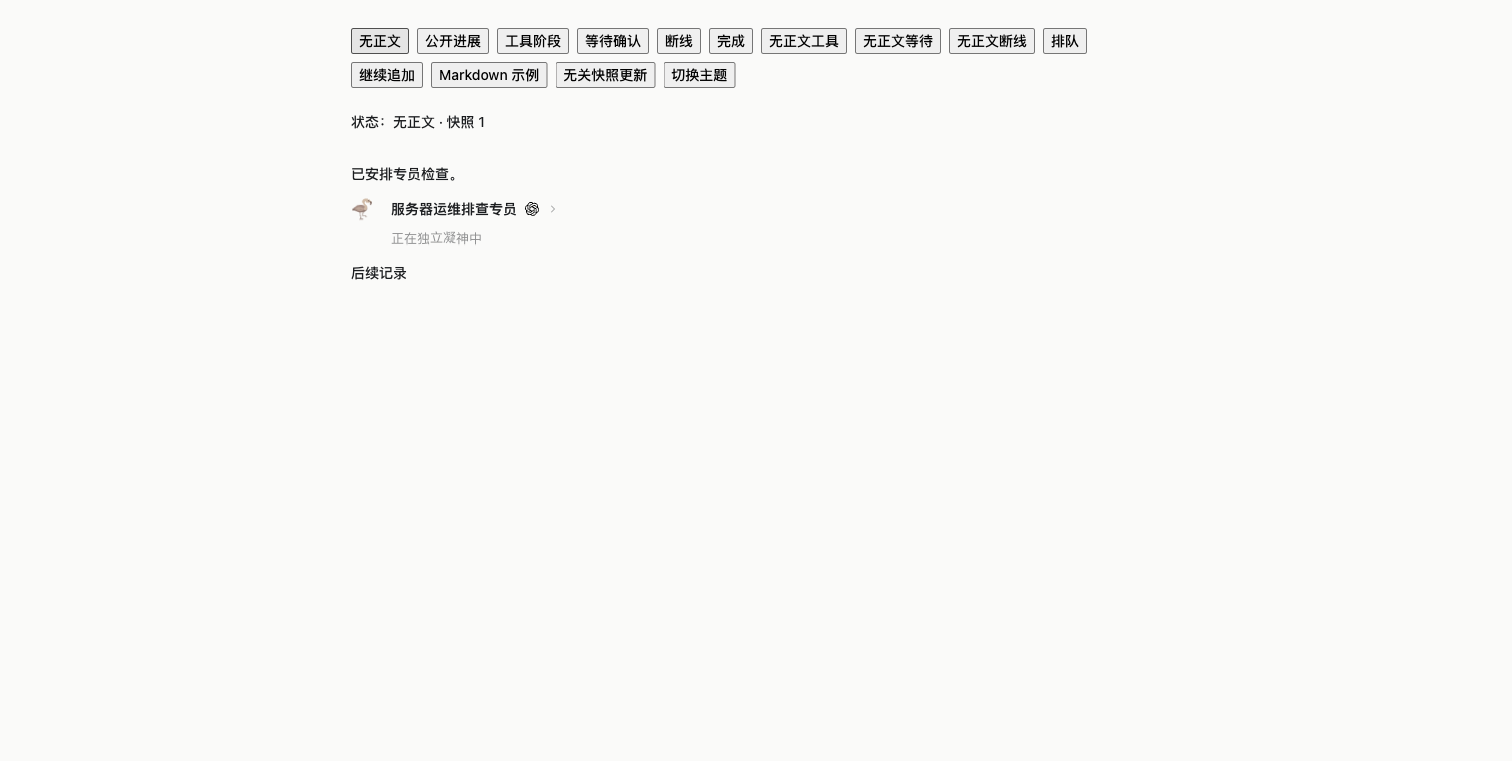 无正文 公开进展 工具阶段 等待确认 断线 完成 无正文工具 无正文等待 无正文断线 排队
继续追加 Markdown 示例 无关快照更新 切换主题
状态：无正文 · 快照 1
已安排专员检查。
服务器运维排查专员
正在独立凝神中
后续记录